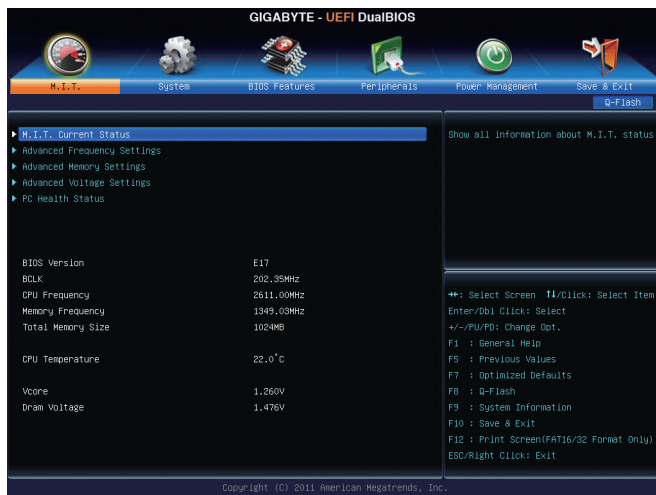 GIGABYTE - UEFI DualBIOS
M.I.T. System BIOS Features Peripherals Power Management Save & Exit
Q-Flash
M.I.T. Current Status
Advanced Frequency Settings
Advanced Memory Settings
Advanced Voltage Settings
PC Health Status
BIOS Version E17
BCLK 202.35MHz
CPU Frequency 2611.00MHz
Memory Frequency 1349.03MHz
Total Memory Size 1024MB
CPU Temperature 22.0°C
Vcore 1.260V
Dram Voltage 1.476V
Show all information about M.I.T. status
→←: Select Screen ↑↓/Click: Select Item
Enter/Dbl Click: Select
+/-/PU/PD: Change Opt.
F1 : General Help
F5 : Previous Values
F7 : Optimized Defaults
F8 : Q-Flash
F9 : System Information
F10 : Save & Exit
F12 : Print Screen(FAT16/32 Format Only)
ESC/Right Click: Exit
Copyright (C) 2011 American Megatrends, Inc.